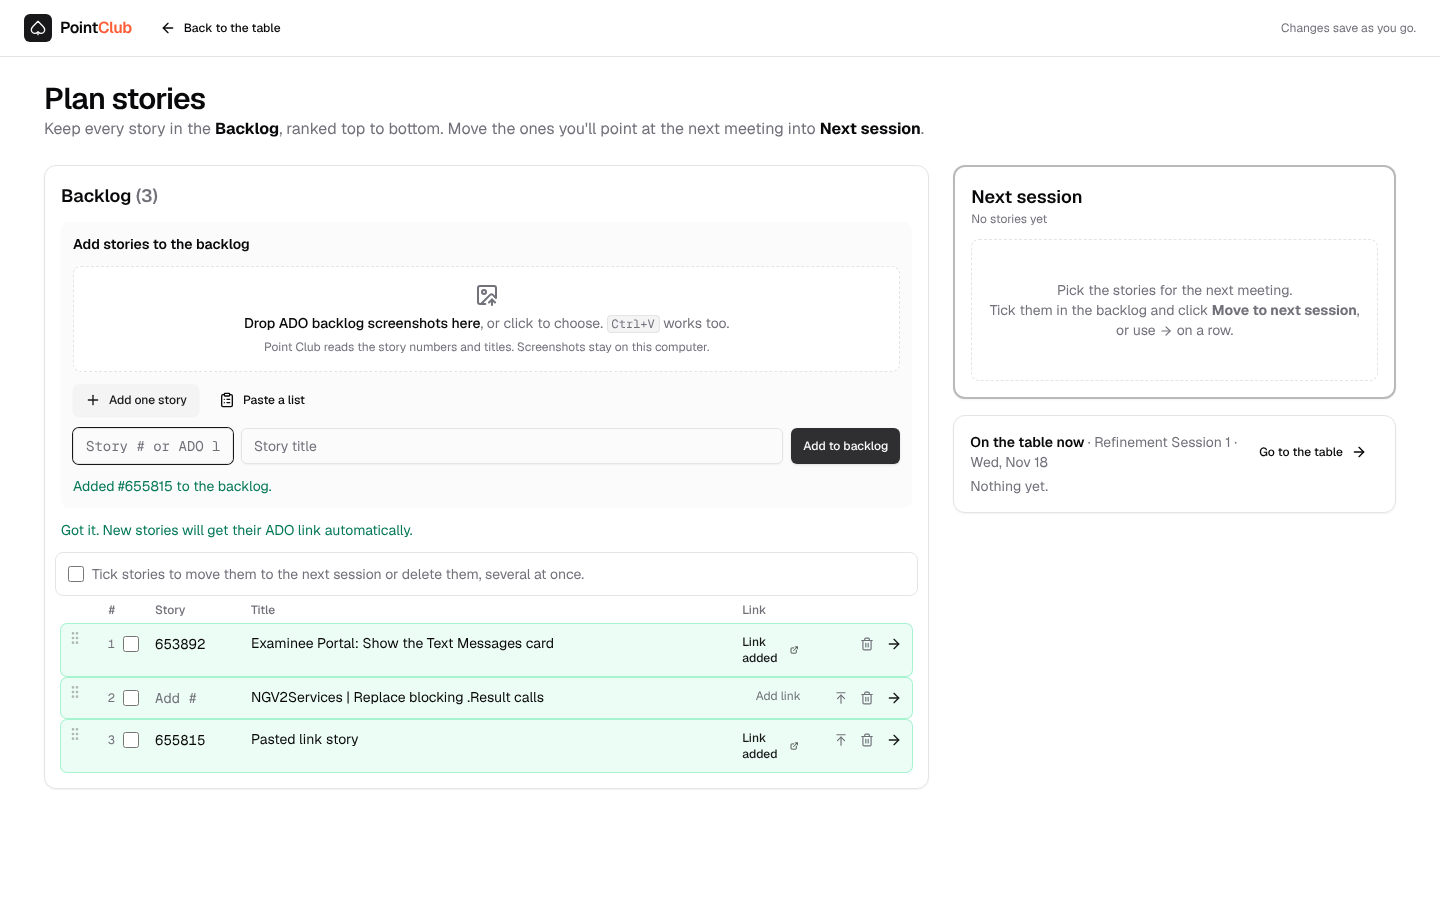 PointClub
Back to the table
Changes save as you go.
Plan stories
Keep every story in the Backlog, ranked top to bottom. Move the ones you'll point at the next meeting into Next session.
Backlog (3)
Add stories to the backlog
Drop ADO backlog screenshots here, or click to choose. Ctrl+V works too.
Point Club reads the story numbers and titles. Screenshots stay on this computer.
Add one story
Paste a list
Story # or ADO l
Story title
Add to backlog
Added #655815 to the backlog.
Got it. New stories will get their ADO link automatically.
Tick stories to move them to the next session or delete them, several at once.
# Story Title Link
1 653892 Examinee Portal: Show the Text Messages card Link added
2 Add # NGV2Services | Replace blocking .Result calls Add link
3 655815 Pasted link story Link added
Next session
No stories yet
Pick the stories for the next meeting.
Tick them in the backlog and click Move to next session,
or use → on a row.
On the table now · Refinement Session 1 ·
Wed, Nov 18
Nothing yet.
Go to the table